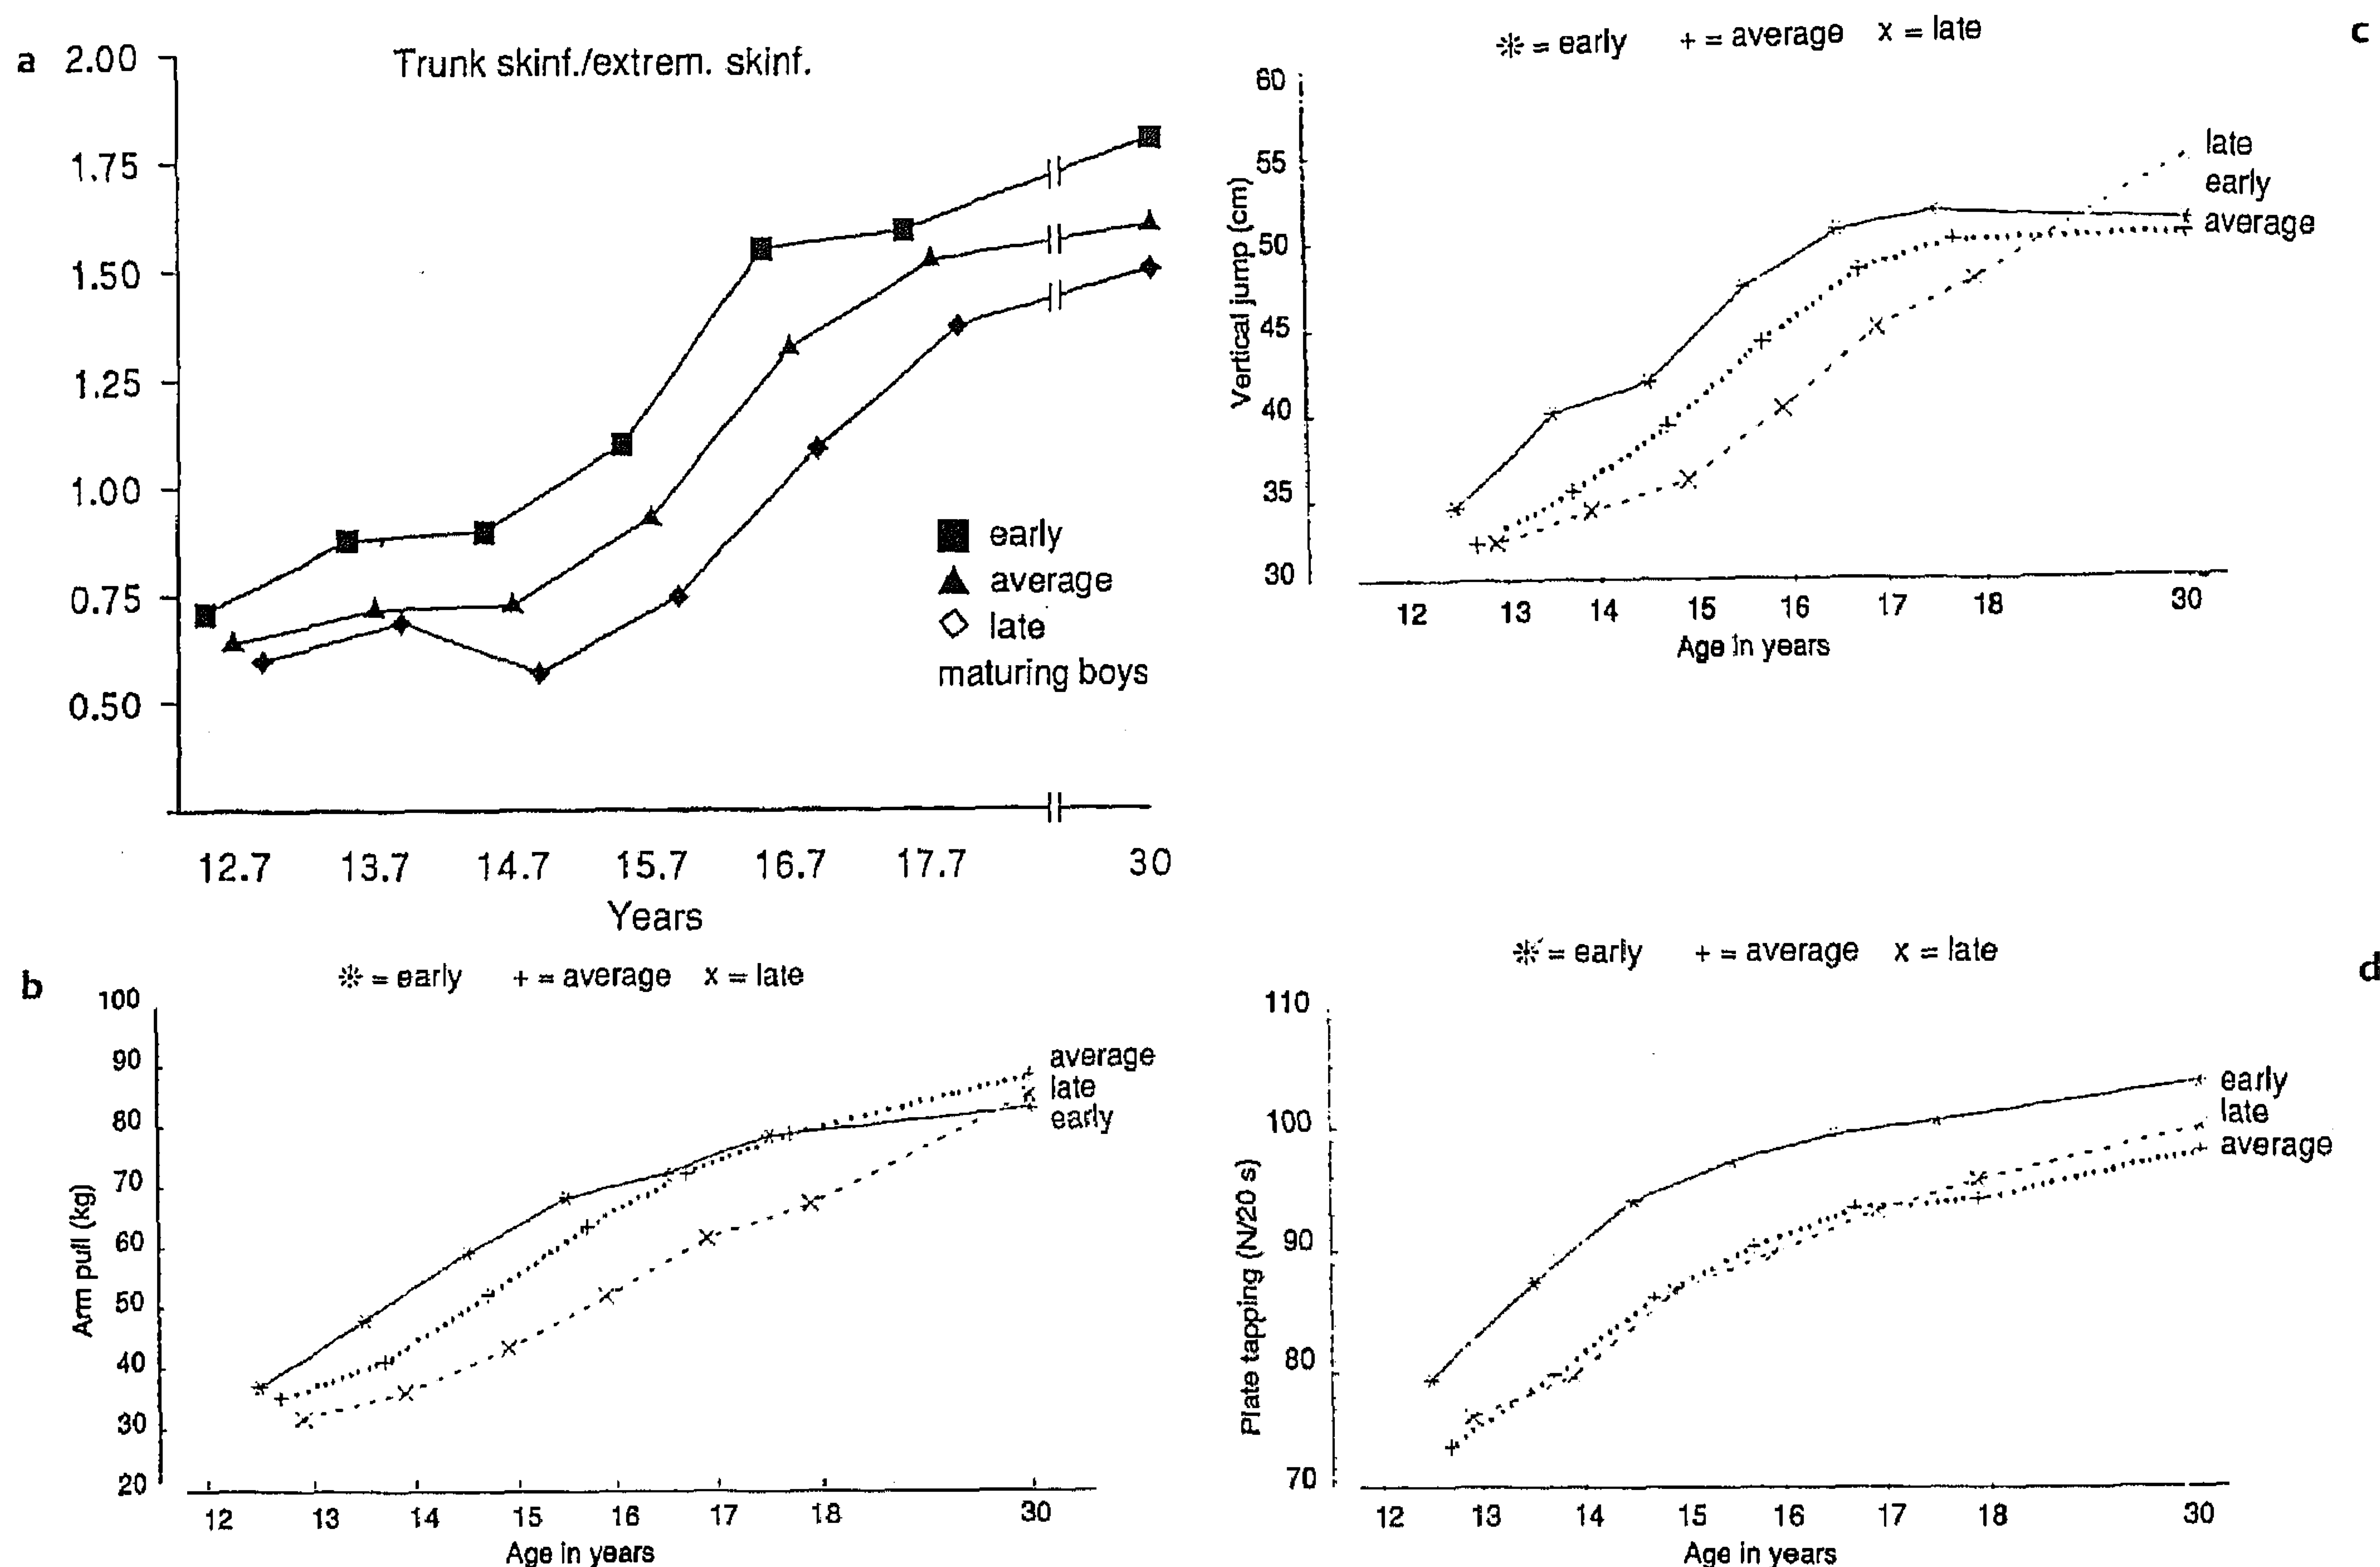 a
Trunk skinf./extrem. skinf.
2.00
1.75
1.50
1.25
1.00
0.75
0.50
early
average
late
maturing boys
12.7 13.7 14.7 15.7 16.7 17.7 30
Years
b
✳ = early + = average x = late
Arm pull (kg)
100
90
80
70
60
50
40
30
20
average
late
early
12 13 14 15 16 17 18 30
Age in years
c
✳ = early + = average x = late
Vertical jump (cm)
60
55
50
45
40
35
30
late
early
average
12 13 14 15 16 17 18 30
Age in years
d
✳ = early + = average x = late
Plate tapping (N/20 s)
110
100
90
80
70
early
late
average
12 13 14 15 16 17 18 30
Age in years